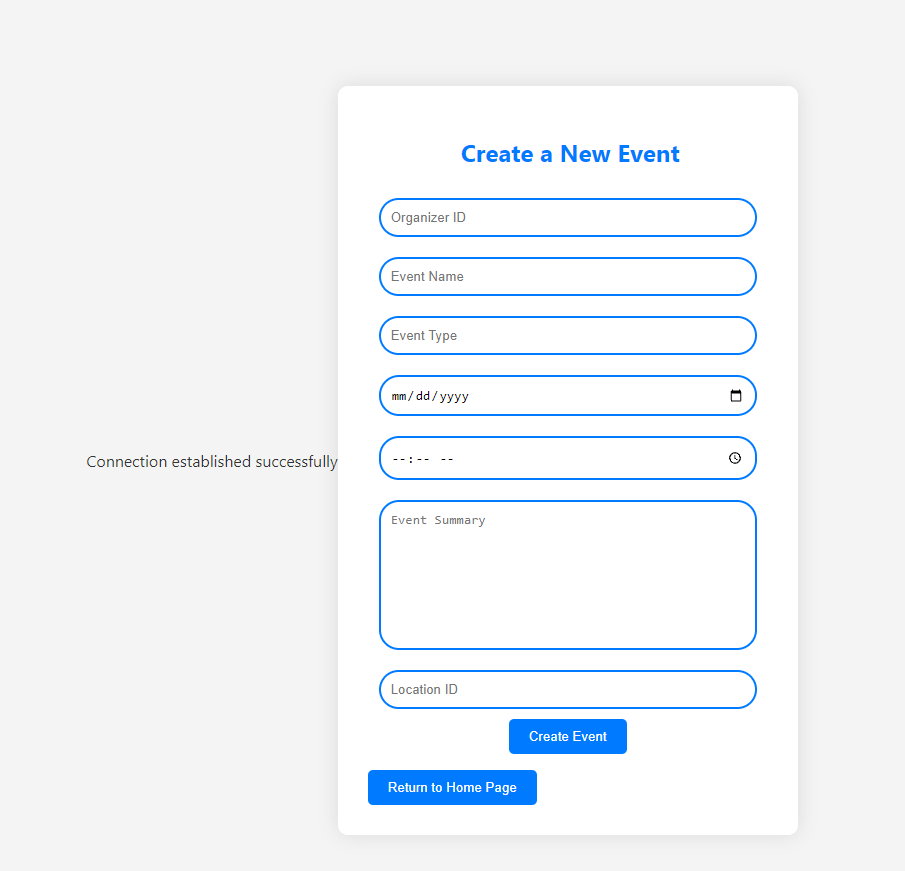 Create a New Event
Organizer ID
Event Name
Event Type
mm/dd/yyyy
--:-- --
Connection established successfully
Event Summary
Location ID
Create Event
Return to Home Page